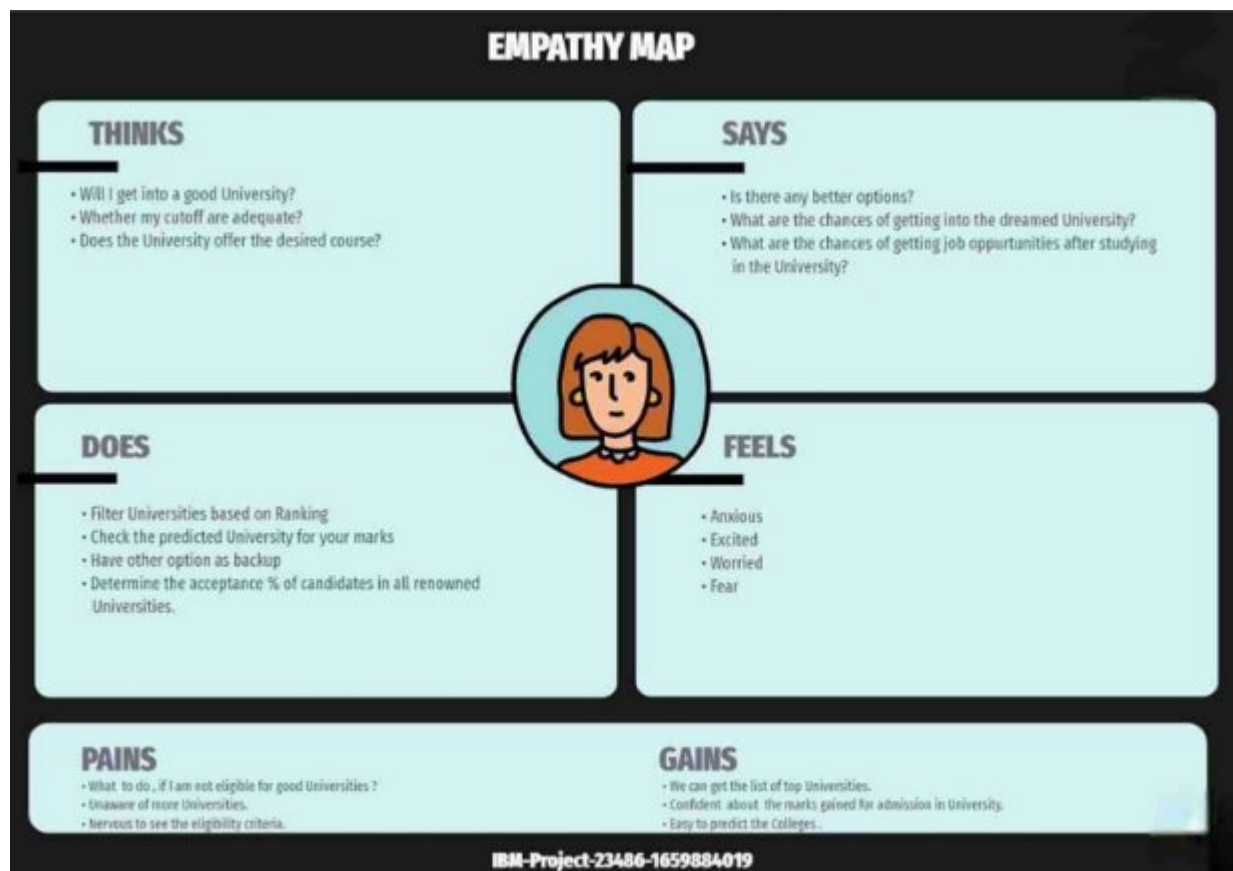 EMPATHY MAP
THINKS
• Will I get into a good University?
• Whether my cutoff are adequate?
• Does the University offer the desired course?
SAYS
• Is there any better options?
• What are the chances of getting into the dreamed University?
• What are the chances of getting job oppurtunities after studying
in the University?
DOES
• Filter Universities based on Ranking
• Check the predicted University for your marks
• Have other option as backup
• Determine the acceptance % of candidates in all renowned
Universities.
FEELS
• Anxious
• Excited
• Worried
• Fear
PAINS
• What to do , if I am not eligible for good Universities ?
• Unaware of more Universities.
• Nervous to see the eligibility criteria.
GAINS
• We can get the list of top Universities.
• Confident about the marks gained for admission in University.
• Easy to predict the Colleges .
IBM-Project-23486-1659884019